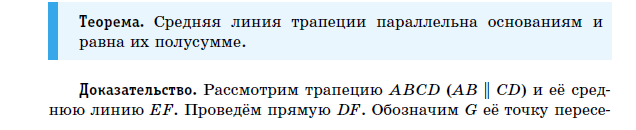 Теорема. Средняя линия трапеции параллельна основаниям и
равна их полусумме.
Доказательство. Рассмотрим трапецию ABCD (AB ∥ CD) и её сред-
нюю линию EF. Проведём прямую DF. Обозначим G её точку пересе-